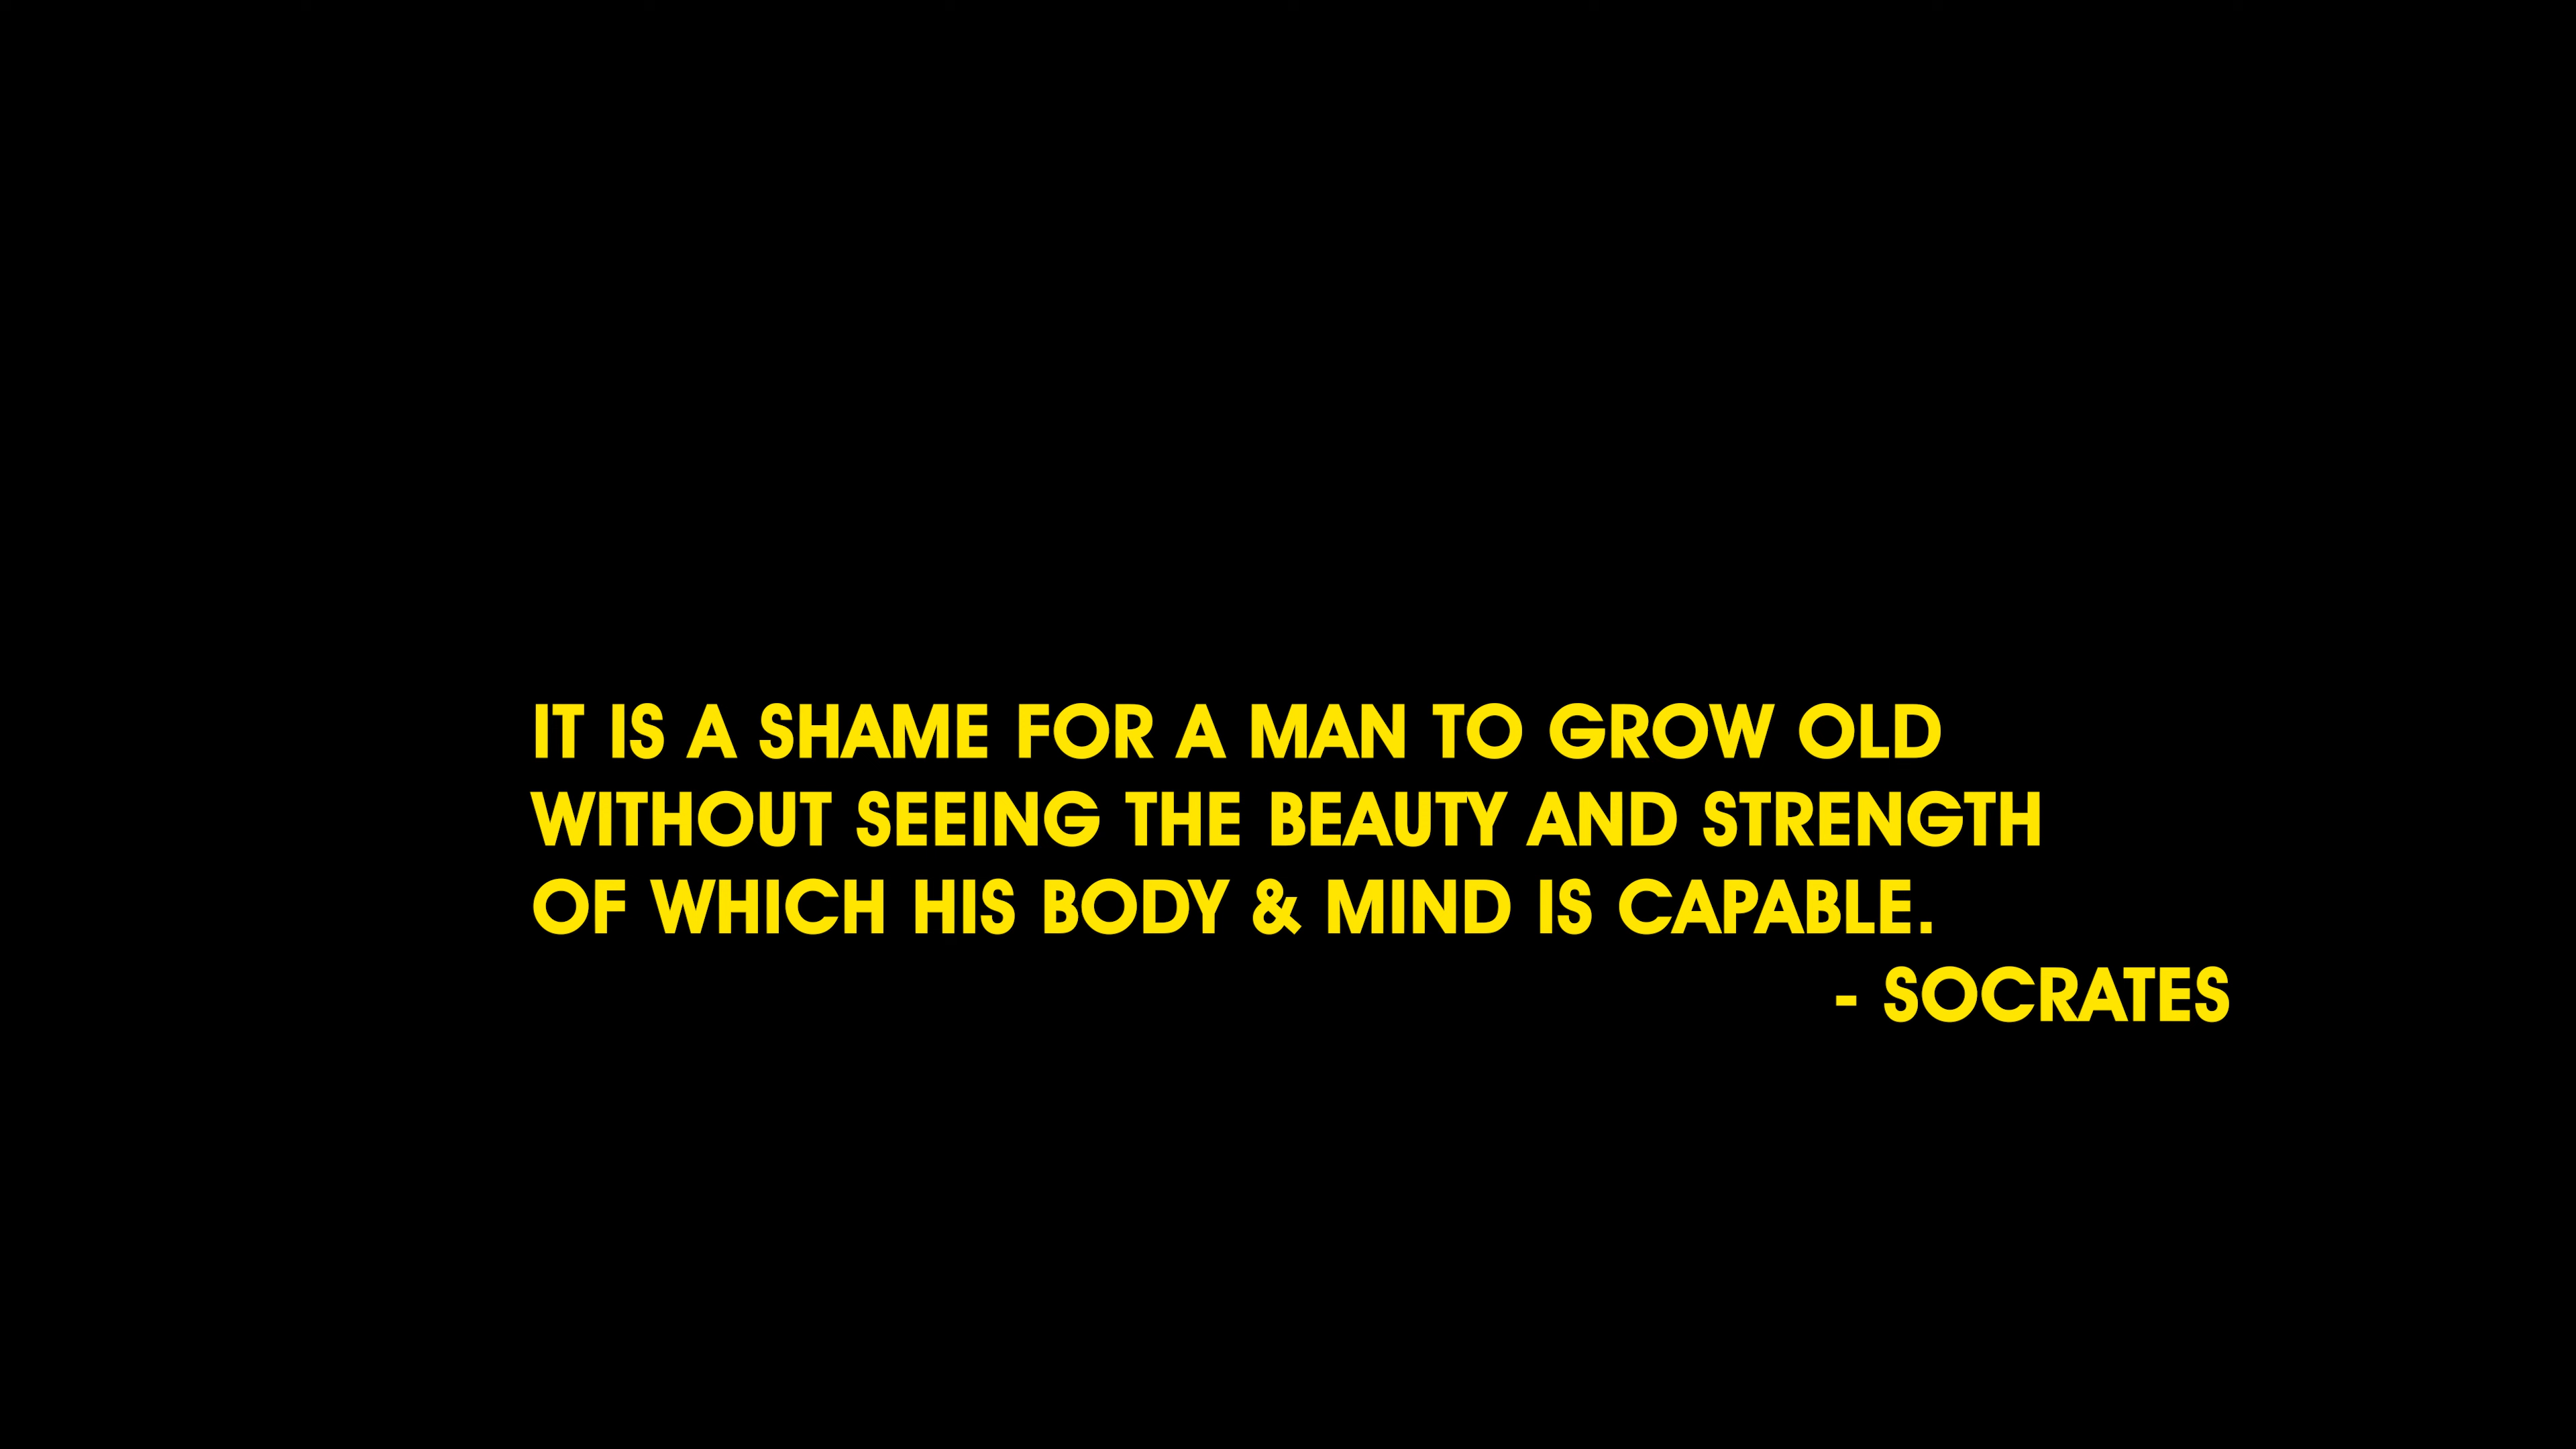 IT IS A SHAME FOR A MAN TO GROW OLD
WITHOUT SEEING THE BEAUTY AND STRENGTH
OF WHICH HIS BODY & MIND IS CAPABLE.
- SOCRATES